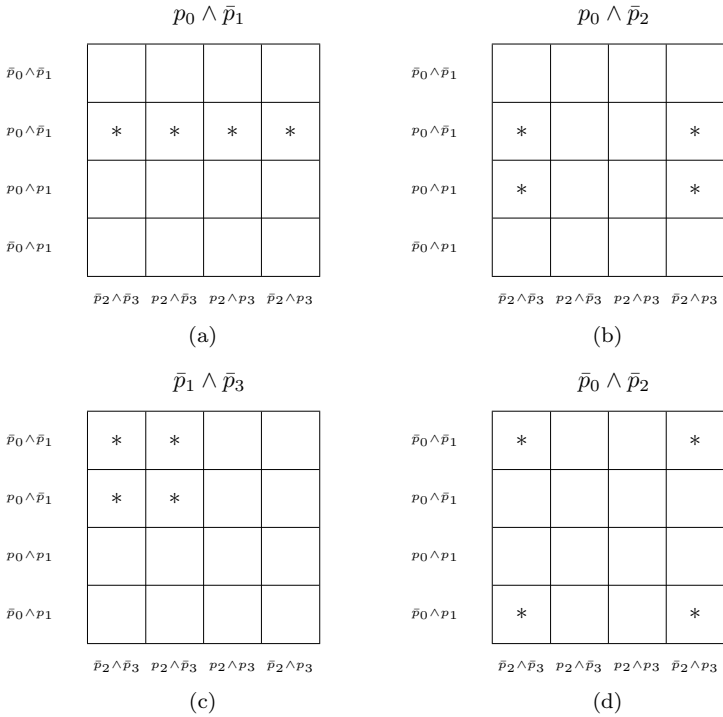 p₀ ∧ p̄₁
p̄₀∧p̄₁
p₀∧p̄₁ * * * *
p₀∧p₁
p̄₀∧p₁
p̄₂∧p̄₃ p₂∧p̄₃ p₂∧p₃ p̄₂∧p₃
(a)
p₀ ∧ p̄₂
p̄₀∧p̄₁
p₀∧p̄₁ * *
p₀∧p₁ * *
p̄₀∧p₁
p̄₂∧p̄₃ p₂∧p̄₃ p₂∧p₃ p̄₂∧p₃
(b)
p̄₁ ∧ p̄₃
p̄₀∧p̄₁ * *
p₀∧p̄₁ * *
p₀∧p₁
p̄₀∧p₁
p̄₂∧p̄₃ p₂∧p̄₃ p₂∧p₃ p̄₂∧p₃
(c)
p̄₀ ∧ p̄₂
p̄₀∧p̄₁ * *
p₀∧p̄₁
p₀∧p₁
p̄₀∧p₁ * *
p̄₂∧p̄₃ p₂∧p̄₃ p₂∧p₃ p̄₂∧p₃
(d)